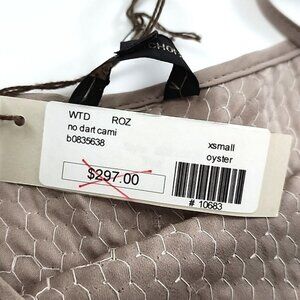 WTD ROZ
no dart cami
b0835638
xsmall
oyster
$297.00
# 10683